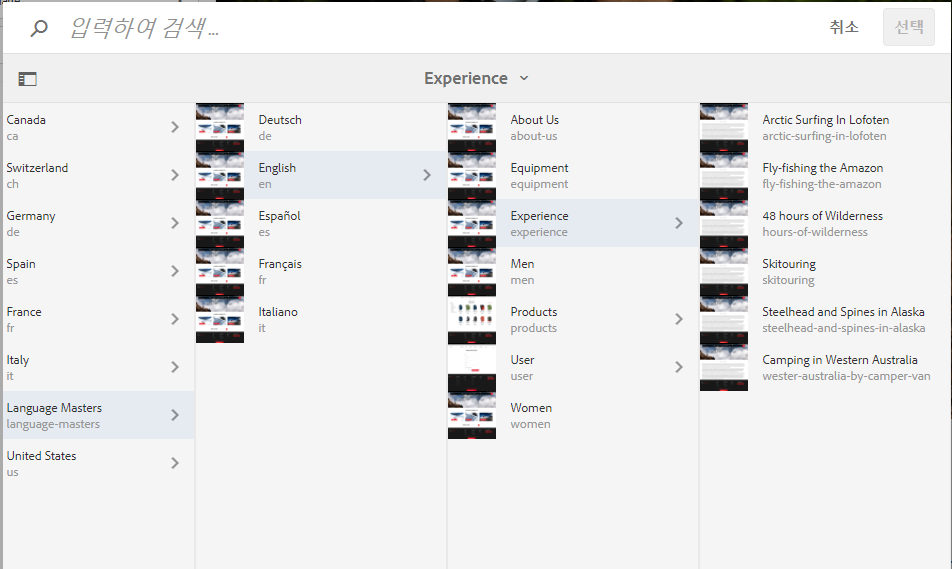 입력하여 검색...
취소
선택
Experience
Canada
ca
Switzerland
ch
Germany
de
Spain
es
France
fr
Italy
it
Language Masters
language-masters
United States
us
Deutsch
de
English
en
Español
es
Français
fr
Italiano
it
About Us
about-us
Equipment
equipment
Experience
experience
Men
men
Products
products
User
user
Women
women
Arctic Surfing In Lofoten
arctic-surfing-in-lofoten
Fly-fishing the Amazon
fly-fishing-the-amazon
48 hours of Wilderness
hours-of-wilderness
Skitouring
skitouring
Steelhead and Spines in Alaska
steelhead-and-spines-in-alaska
Camping in Western Australia
wester-australia-by-camper-van